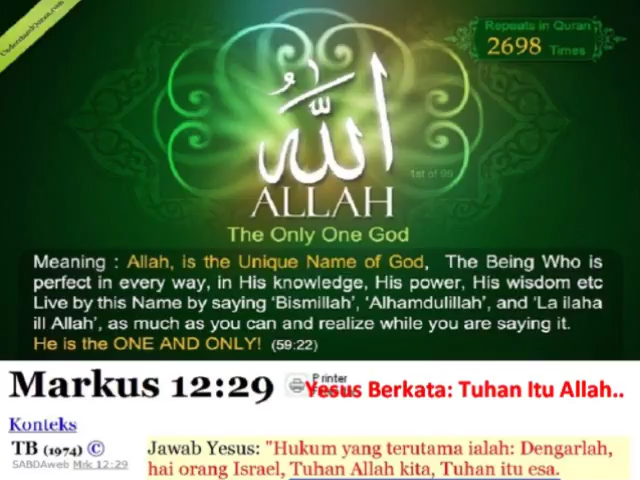 UnderstandQuran.com
Repeats in Quran
2698 Times
الله
1st of 99
ALLAH
The Only One God
Meaning : Allah, is the Unique Name of God, The Being Who is
perfect in every way, in His knowledge, His power, His wisdom etc
Live by this Name by saying ‘Bismillah’, ‘Alhamdulillah’, and ‘La ilaha
ill Allah’, as much as you can and realize while you are saying it.
He is the ONE AND ONLY! (59:22)
Markus 12:29
Printer
Yesus Berkata: Tuhan Itu Allah..
Konteks
TB (1974) ©
SABDAweb Mrk 12:29
Jawab Yesus: "Hukum yang terutama ialah: Dengarlah,
hai orang Israel, Tuhan Allah kita, Tuhan itu esa.